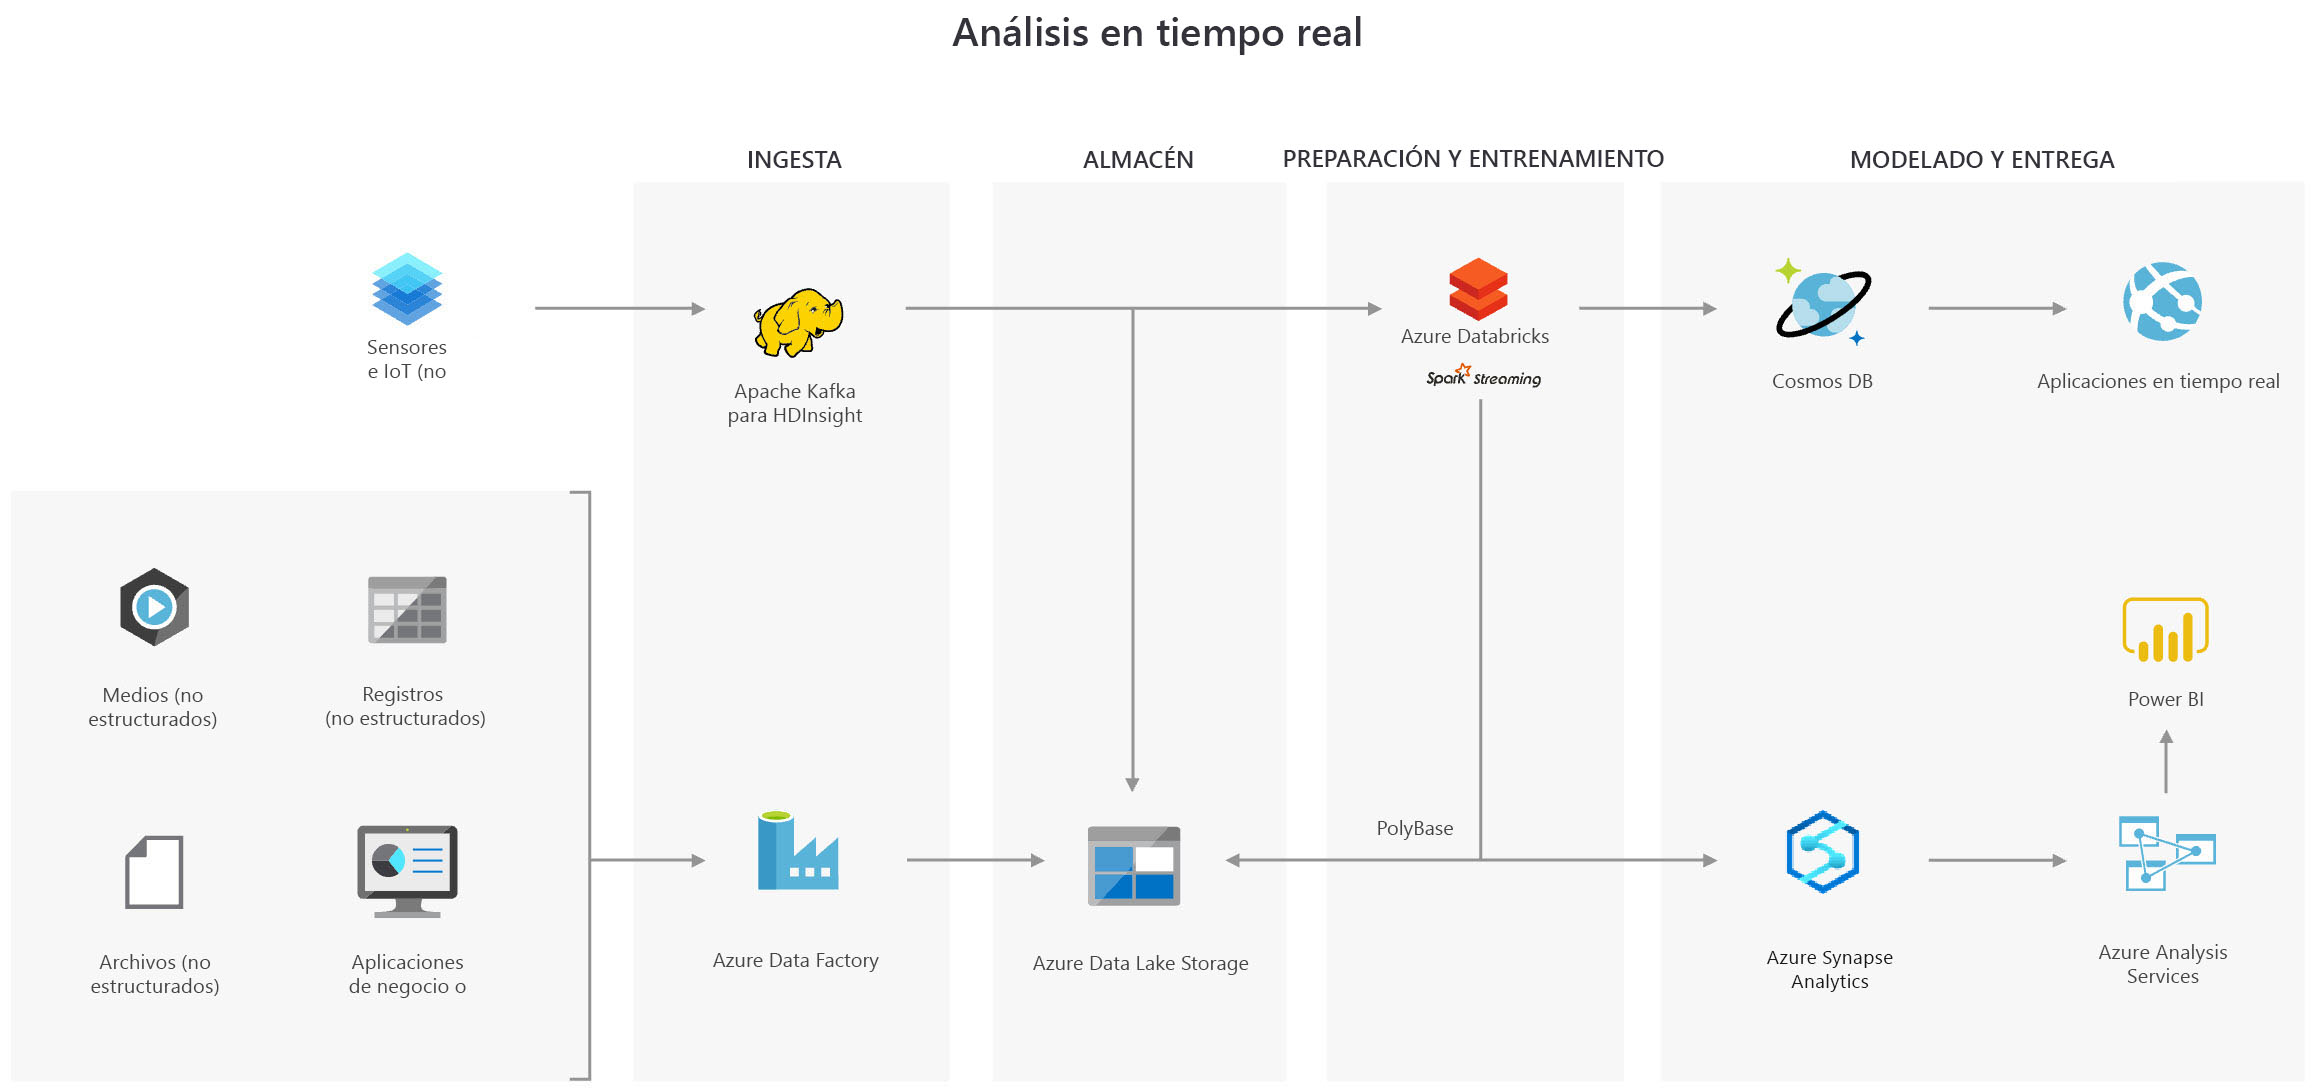 Análisis en tiempo real
INGESTA
ALMACÉN
PREPARACIÓN Y ENTRENAMIENTO
MODELADO Y ENTREGA
Sensores
e IoT (no
Apache Kafka
para HDInsight
Azure Databricks
Spark Streaming
Cosmos DB
Aplicaciones en tiempo real
Medios (no
estructurados)
Registros
(no estructurados)
Power BI
PolyBase
Archivos (no
estructurados)
Aplicaciones
de negocio o
Azure Data Factory
Azure Data Lake Storage
Azure Synapse
Analytics
Azure Analysis
Services